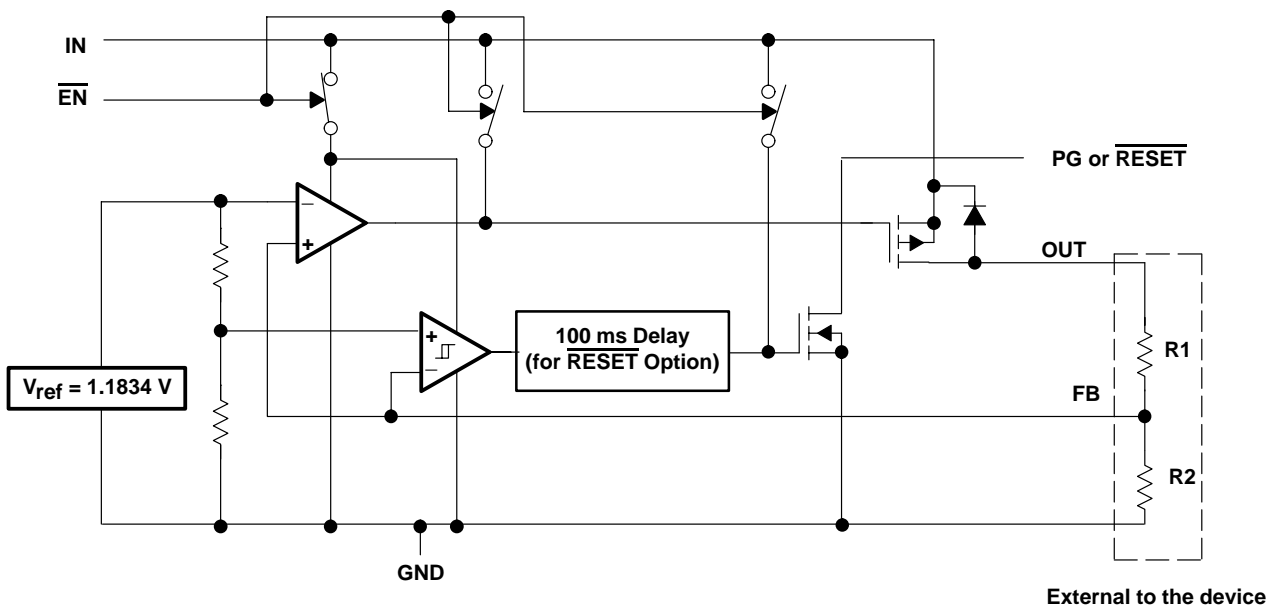 IN
EN
PG or RESET
−
+
OUT
+
−
100 ms Delay
(for RESET Option)
R1
Vref = 1.1834 V
FB
R2
GND
External to the device